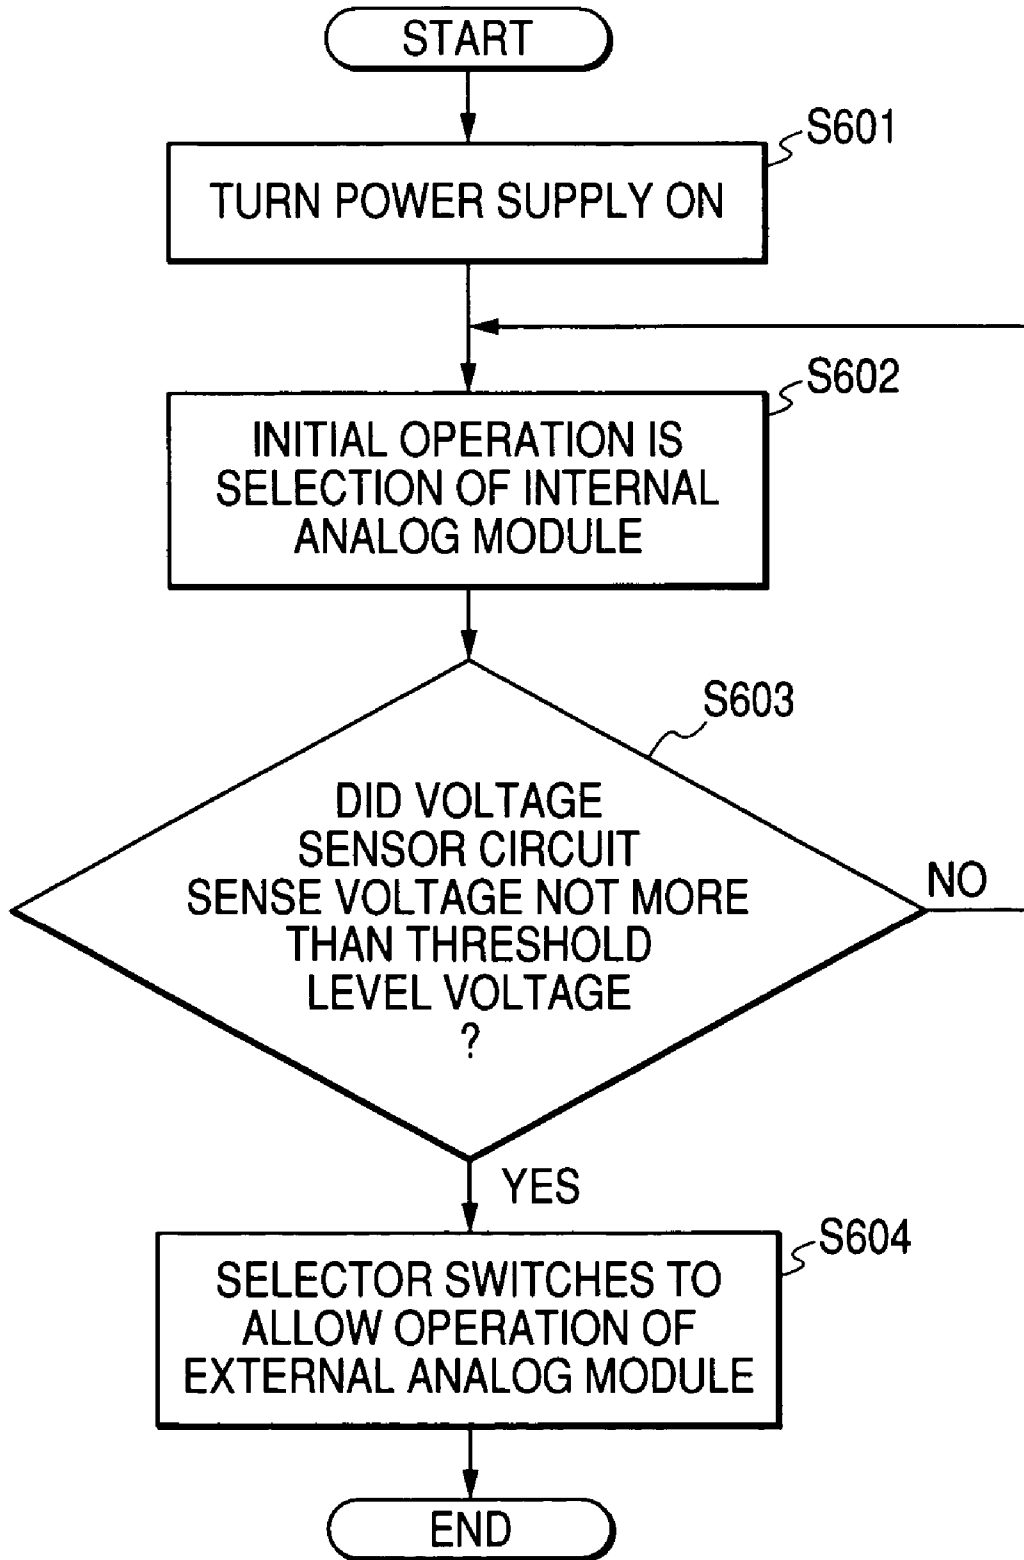 START
S601
TURN POWER SUPPLY ON
S602
INITIAL OPERATION IS
SELECTION OF INTERNAL
ANALOG MODULE
S603
DID VOLTAGE
SENSOR CIRCUIT
SENSE VOLTAGE NOT MORE
THAN THRESHOLD
LEVEL VOLTAGE
?
NO
YES
S604
SELECTOR SWITCHES TO
ALLOW OPERATION OF
EXTERNAL ANALOG MODULE
END